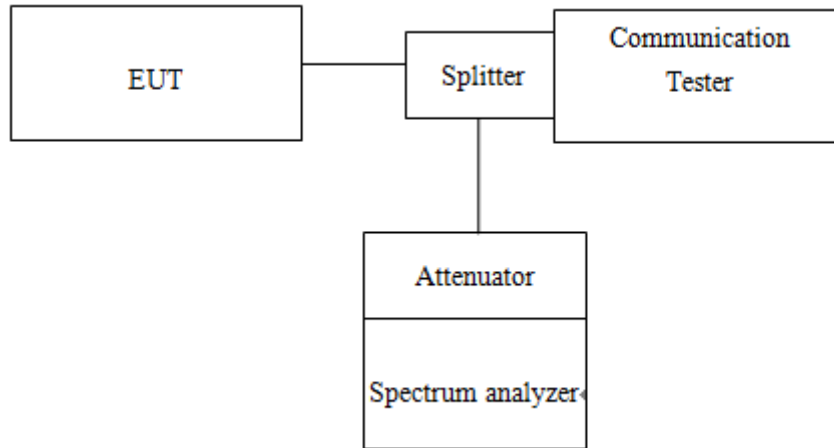 EUT
Splitter
Communication
Tester
Attenuator
Spectrum analyzer